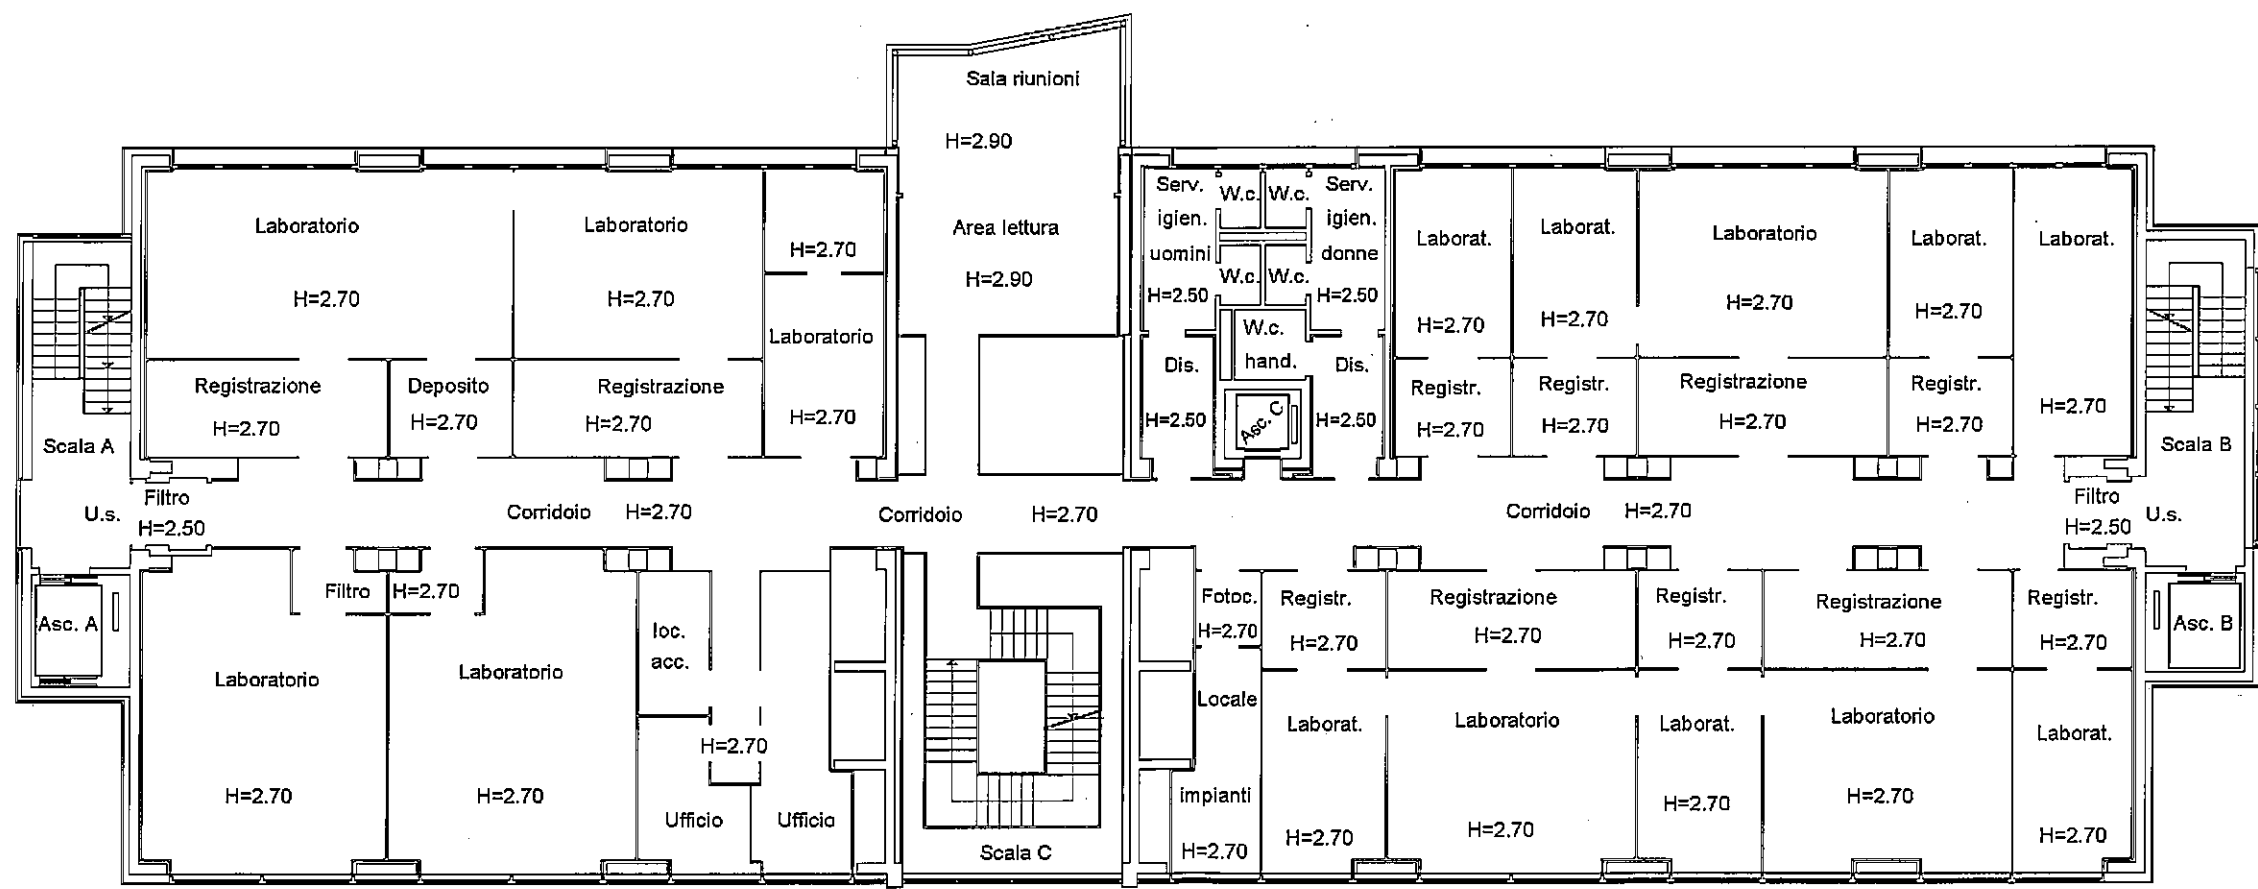 Sala riunioni
H=2.90
Area lettura
H=2.90
Laboratorio
H=2.70
Laboratorio
H=2.70
H=2.70
Laboratorio
H=2.70
Registrazione
H=2.70
Deposito
H=2.70
Registrazione
H=2.70
Scala A
U.s.
Filtro
H=2.50
Corridoio H=2.70
Corridoio H=2.70
Corridoio H=2.70
Serv.
igien.
uomini
H=2.50
W.c.
W.c.
W.c.
W.c.
Serv.
igien.
donne
H=2.50
W.c.
hand.
Dis.
H=2.50
Asc. C
Dis.
H=2.50
Laborat.
H=2.70
Laborat.
H=2.70
Laboratorio
H=2.70
Laborat.
H=2.70
Laborat.
H=2.70
Registr.
H=2.70
Registr.
H=2.70
Registrazione
H=2.70
Registr.
H=2.70
Scala B
Filtro
H=2.50
U.s.
Asc. A
Filtro
H=2.70
Laboratorio
H=2.70
Laboratorio
H=2.70
loc.
acc.
H=2.70
Ufficio
Ufficio
Scala C
Fotoc.
H=2.70
Locale
impianti
H=2.70
Registr.
H=2.70
Registrazione
H=2.70
Registr.
H=2.70
Registrazione
H=2.70
Registr.
H=2.70
Asc. B
Laborat.
H=2.70
Laboratorio
H=2.70
Laborat.
H=2.70
Laboratorio
H=2.70
Laborat.
H=2.70